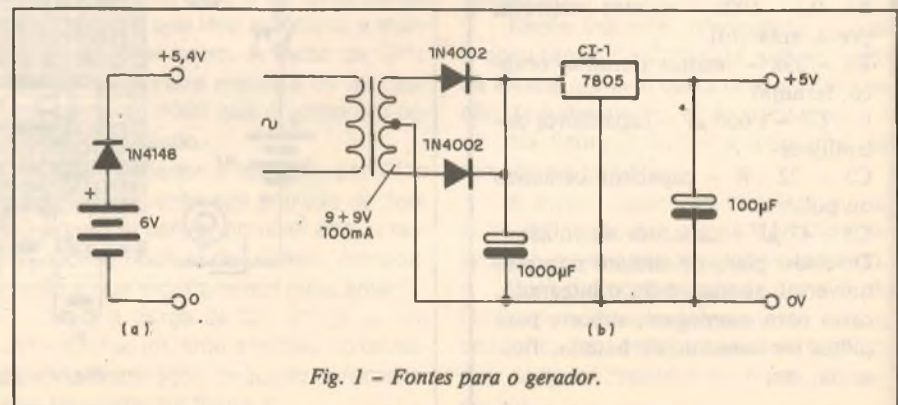 +5,4V
1N4148
+
6V
0
(a)
1N4002
1N4002
9 + 9V
100mA
CI-1
7805
+5V
1000µF
100µF
0V
(b)
Fig. 1 – Fontes para o gerador.